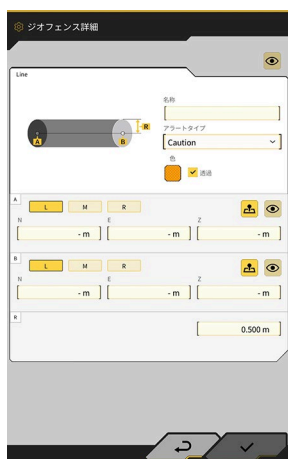 ジオフェンス詳細
Line
名称
R
アラートタイプ
A
B
Caution
色
透過
A
L M R
N E Z
- m - m - m
B
L M R
N E Z
- m - m - m
R
0.500 m